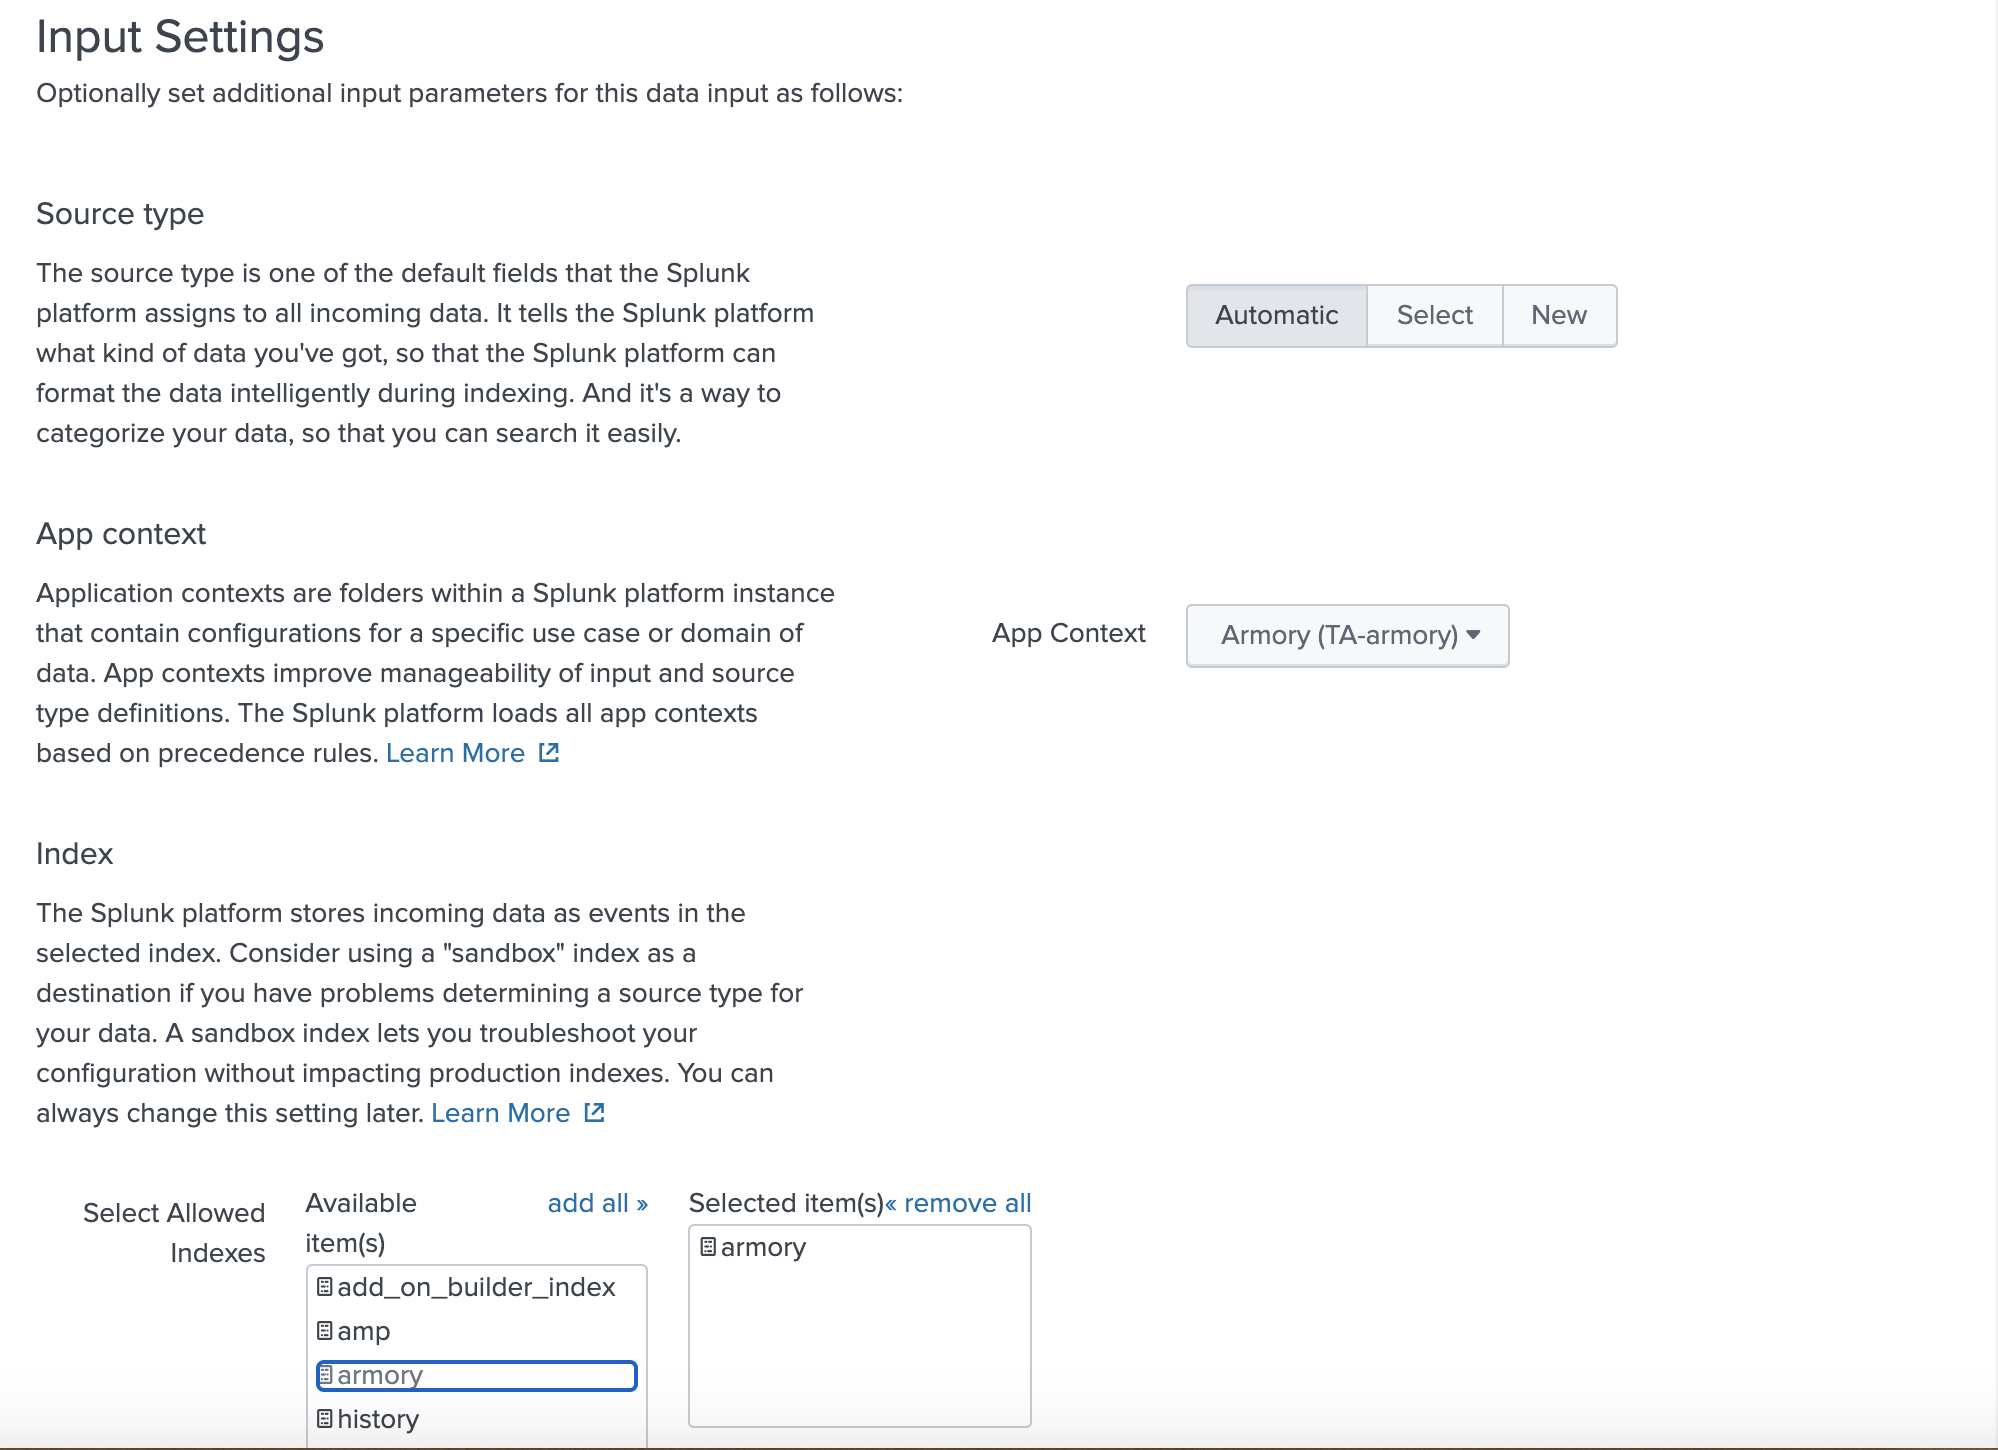 Input Settings
Optionally set additional input parameters for this data input as follows:
Source type
The source type is one of the default fields that the Splunk
platform assigns to all incoming data. It tells the Splunk platform
what kind of data you've got, so that the Splunk platform can
format the data intelligently during indexing. And it's a way to
categorize your data, so that you can search it easily.
Automatic Select New
App context
Application contexts are folders within a Splunk platform instance
that contain configurations for a specific use case or domain of
data. App contexts improve manageability of input and source
type definitions. The Splunk platform loads all app contexts
based on precedence rules. Learn More
App Context Armory (TA-armory)
Index
The Splunk platform stores incoming data as events in the
selected index. Consider using a "sandbox" index as a
destination if you have problems determining a source type for
your data. A sandbox index lets you troubleshoot your
configuration without impacting production indexes. You can
always change this setting later. Learn More
Select Allowed
Indexes
Available
item(s)
add all »
add_on_builder_index
amp
armory
history
Selected item(s) « remove all
armory